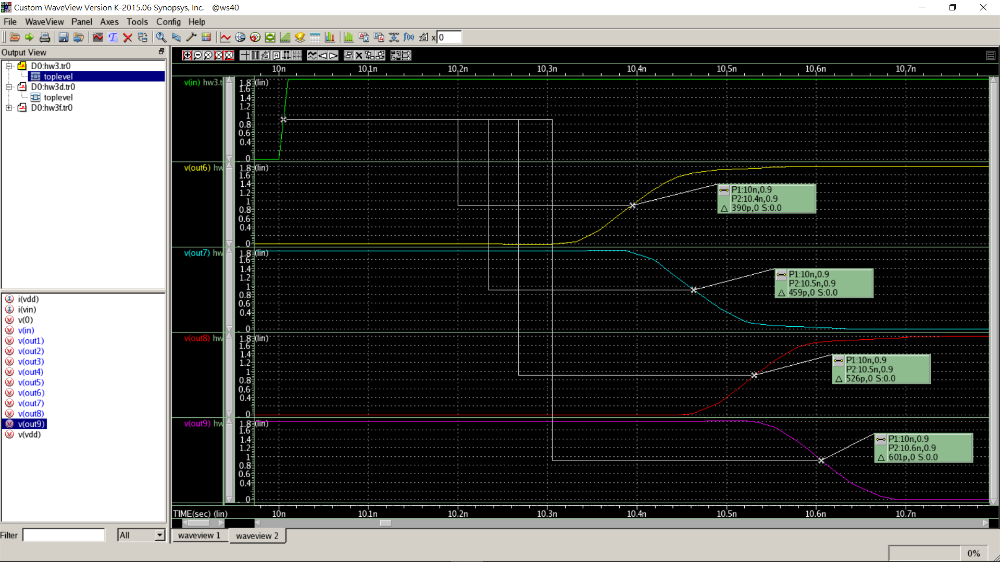 Custom WaveView Version K-2015.06 Synopsys, Inc. @ws40
File WaveView Panel Axes Tools Config Help
x 0
Output View
D0:hw3.tr0
toplevel
D0:hw3d.tr0
toplevel
D0:hw3f.tr0
i(vdd)
i(vin)
v(0)
v(in)
v(out1)
v(out2)
v(out3)
v(out4)
v(out5)
v(out6)
v(out7)
v(out8)
v(out9)
v(vdd)
Filter All
10n 10.1n 10.2n 10.3n 10.4n 10.5n 10.6n 10.7n
v(in) hw3.t 1.8 (lin)
1.6
1.4
1.2
1
0.8
0.6
0.4
0
v(out6) hw 1.8 (lin)
1.6
1.4
1.2
1
0.8
0.6
0.4
0
P1:10n,0.9
P2:10.4n,0.9
△ 390p,0 S:0.0
v(out7) hw 1.8 (lin)
1.6
1.4
1.2
1
0.8
0.6
0.4
0
P1:10n,0.9
P2:10.5n,0.9
△ 459p,0 S:0.0
v(out8) hw 1.8 (lin)
1.6
1.4
1.2
1
0.8
0.6
0.4
0
P1:10n,0.9
P2:10.5n,0.9
△ 526p,0 S:0.0
v(out9) hw 1.8 (lin)
1.6
1.4
1.2
1
0.8
0.6
0.4
0
P1:10n,0.9
P2:10.6n,0.9
△ 601p,0 S:0.0
TIME(sec) (lin) 10n 10.1n 10.2n 10.3n 10.4n 10.5n 10.6n 10.7n
waveview 1 waveview 2
0%